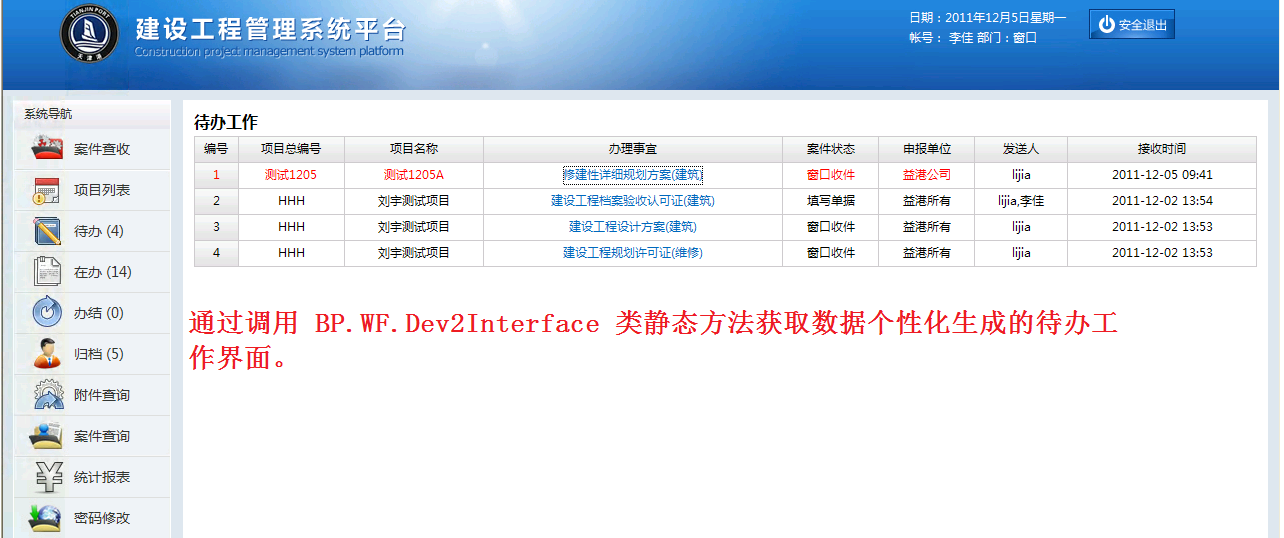 TIANJIN PORT
天津港
建设工程管理系统平台
Construction project management system platform
日期：2011年12月5日星期一
帐号： 李佳 部门：窗口
安全退出
系统导航
案件查收
项目列表
待办 (4)
在办 (14)
办结 (0)
归档 (5)
附件查询
案件查询
统计报表
密码修改
待办工作
编号 项目总编号 项目名称 办理事宜 案件状态 申报单位 发送人 接收时间
1 测试1205 测试1205A 修建性详细规划方案(建筑) 窗口收件 益港公司 lijia 2011-12-05 09:41
2 HHH 刘宇测试项目 建设工程档案验收认可证(建筑) 填写单据 益港所有 lijia,李佳 2011-12-02 13:54
3 HHH 刘宇测试项目 建设工程设计方案(建筑) 窗口收件 益港所有 lijia 2011-12-02 13:53
4 HHH 刘宇测试项目 建设工程规划许可证(维修) 窗口收件 益港所有 lijia 2011-12-02 13:53
通过调用 BP.WF.Dev2Interface 类静态方法获取数据个性化生成的待办工
作界面。